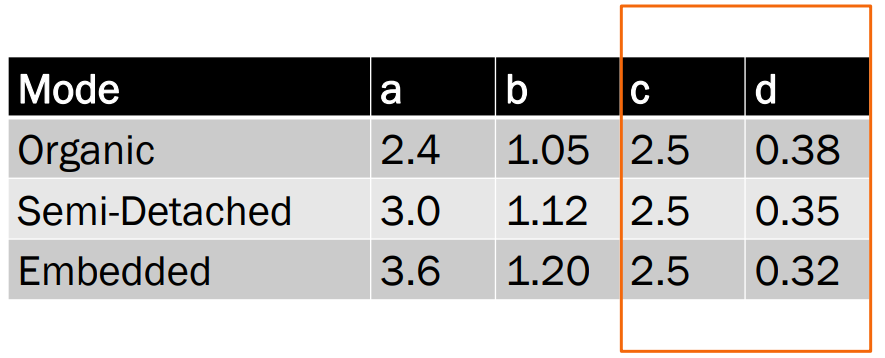 Mode a b c d
Organic 2.4 1.05 2.5 0.38
Semi-Detached 3.0 1.12 2.5 0.35
Embedded 3.6 1.20 2.5 0.32